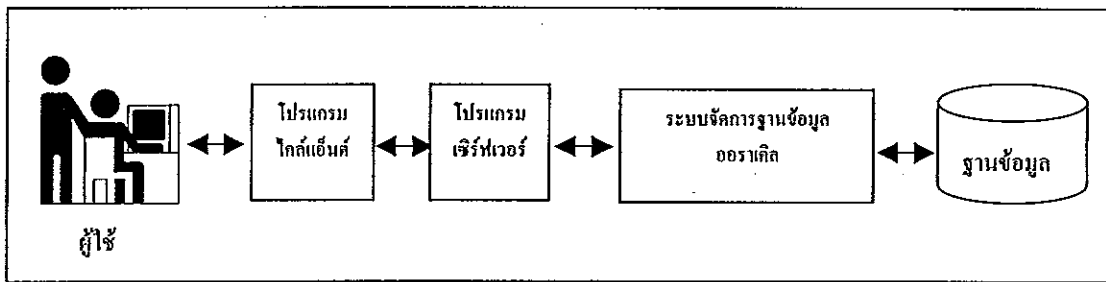 โปรแกรม
ไคล์แอ็นต์
โปรแกรม
เซิร์ฟเวอร์
ระบบจัดการฐานข้อมูล
ออราเคิล
ฐานข้อมูล
ผู้ใช้